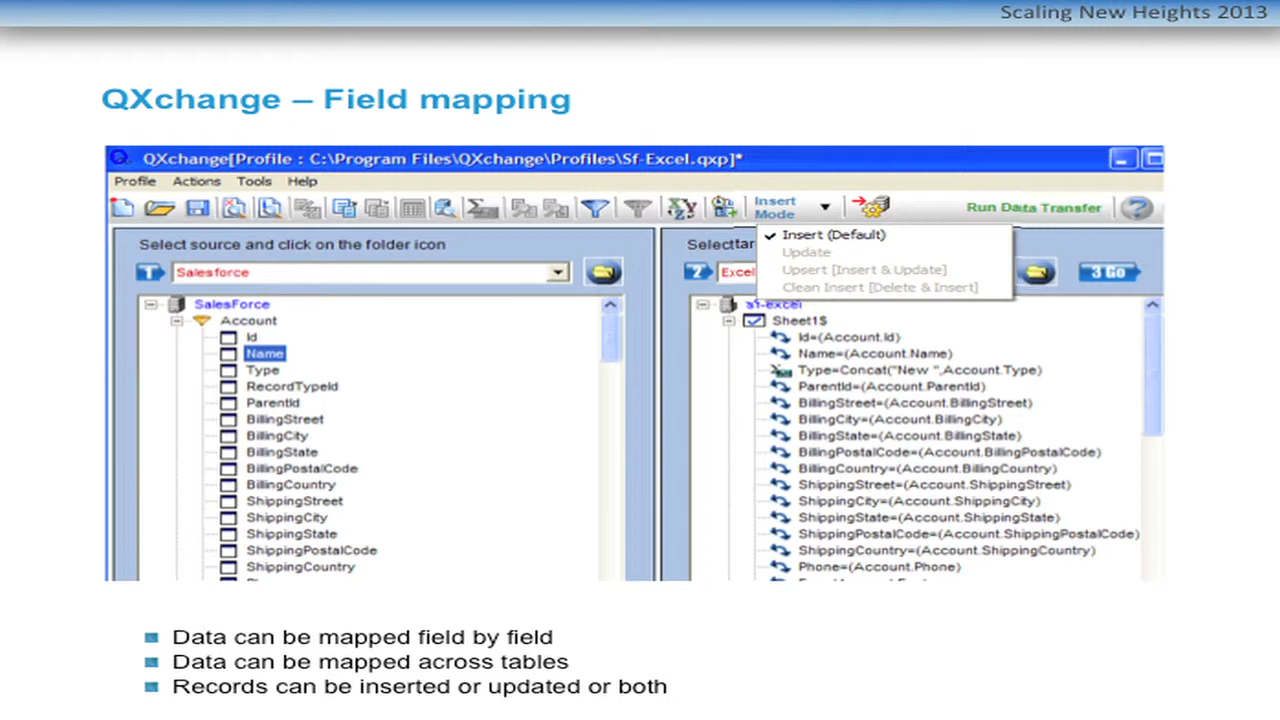 Scaling New Heights 2013
QXchange – Field mapping
QXchange[Profile : C:\Program Files\QXchange\Profiles\Sf-Excel.qxp]*
Profile Actions Tools Help
Insert Mode
Run Data Transfer
Insert (Default)
Update
Upsert [Insert & Update]
Clean Insert [Delete & Insert]
Select source and click on the folder icon
1
Salesforce
SalesForce
Account
Id
Name
Type
RecordTypeId
ParentId
BillingStreet
BillingCity
BillingState
BillingPostalCode
BillingCountry
ShippingStreet
ShippingCity
ShippingState
ShippingPostalCode
ShippingCountry
Select tar
2
Excel
3 Go
sf-excel
Sheet1$
Id=(Account.Id)
Name=(Account.Name)
Type=Concat("New ",Account.Type)
ParentId=(Account.ParentId)
BillingStreet=(Account.BillingStreet)
BillingCity=(Account.BillingCity)
BillingState=(Account.BillingState)
BillingPostalCode=(Account.BillingPostalCode)
BillingCountry=(Account.BillingCountry)
ShippingStreet=(Account.ShippingStreet)
ShippingCity=(Account.ShippingCity)
ShippingState=(Account.ShippingState)
ShippingPostalCode=(Account.ShippingPostalCode)
ShippingCountry=(Account.ShippingCountry)
Phone=(Account.Phone)
Data can be mapped field by field
Data can be mapped across tables
Records can be inserted or updated or both